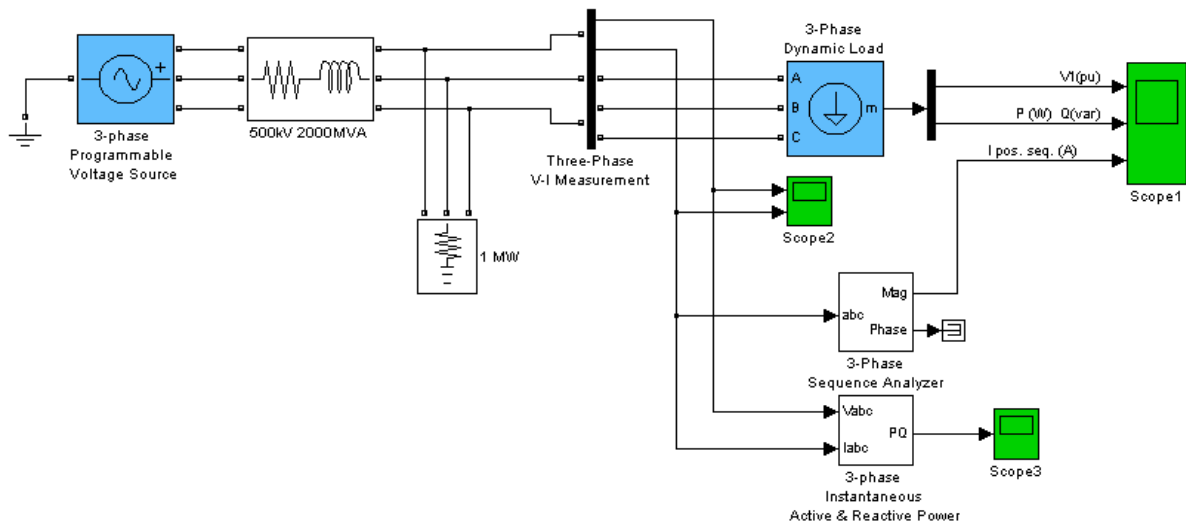 3-phase
Programmable
Voltage Source
+
500kV 2000MVA
1 MW
Three-Phase
V-I Measurement
3-Phase
Dynamic Load
A
B
C
m
V1(pu)
P (W) Q(var)
I pos. seq. (A)
Scope1
Scope2
Mag
abc
Phase
3-Phase
Sequence Analyzer
Vabc
PQ
Iabc
3-phase
Instantaneous
Active & Reactive Power
Scope3